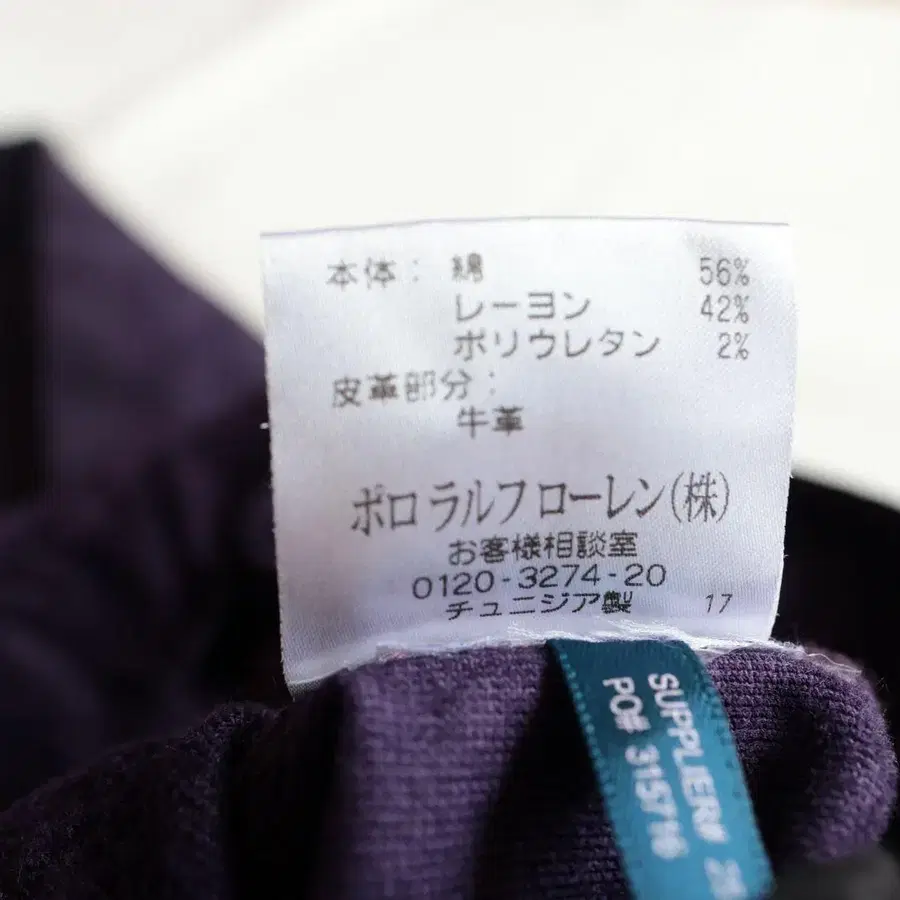 本体： 綿 56%
レーヨン 42%
ポリウレタン 2%
皮革部分：
牛革
ポロ ラルフ ローレン(株)
お客様相談室
0120-3274-20
チュニジア製 17
SUPPLIER#
PO# 315716